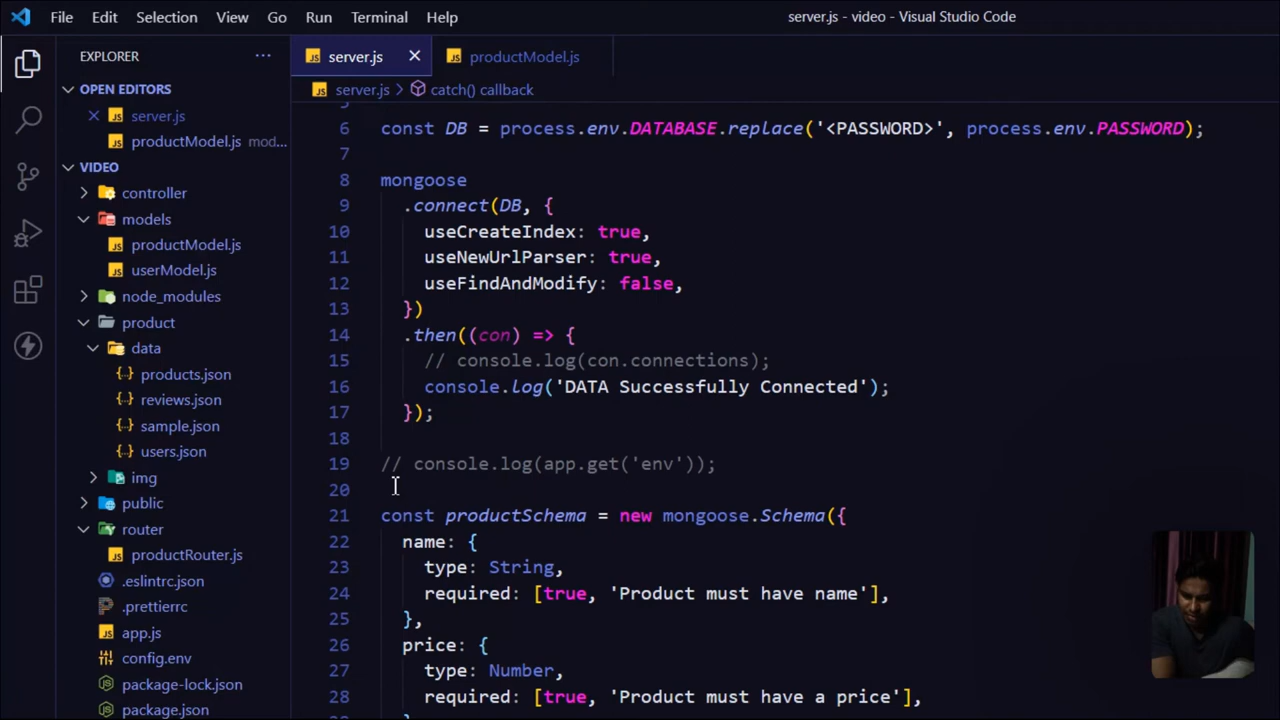 File Edit Selection View Go Run Terminal Help
server.js - video - Visual Studio Code
EXPLORER ···
OPEN EDITORS
server.js
productModel.js mod...
VIDEO
controller
models
productModel.js
userModel.js
node_modules
product
data
products.json
reviews.json
sample.json
users.json
img
public
router
productRouter.js
.eslintrc.json
.prettierrc
app.js
config.env
package-lock.json
package.json
JS server.js
JS productModel.js
JS server.js > catch() callback
6 const DB = process.env.DATABASE.replace('<PASSWORD>', process.env.PASSWORD);
7
8 mongoose
9 .connect(DB, {
10 useCreateIndex: true,
11 useNewUrlParser: true,
12 useFindAndModify: false,
13 })
14 .then((con) => {
15 // console.log(con.connections);
16 console.log('DATA Successfully Connected');
17 });
18
19 // console.log(app.get('env'));
20
21 const productSchema = new mongoose.Schema({
22 name: {
23 type: String,
24 required: [true, 'Product must have name'],
25 },
26 price: {
27 type: Number,
28 required: [true, 'Product must have a price'],